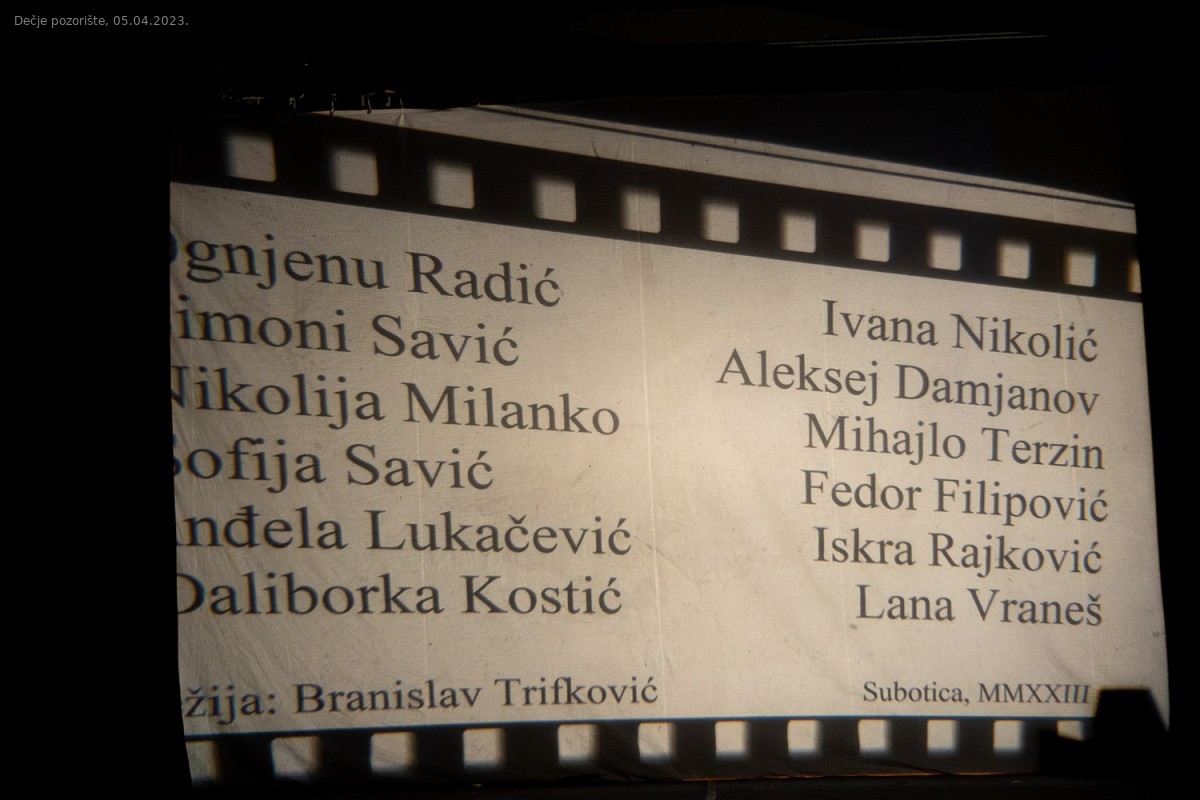 Dečje pozorište, 05.04.2023.
Ognjenu Radić
imoni Savić
Nikolija Milanko
Sofija Savić
nđela Lukačević
Daliborka Kostić
Ivana Nikolić
Aleksej Damjanov
Mihajlo Terzin
Fedor Filipović
Iskra Rajković
Lana Vraneš
žija: Branislav Trifković
Subotica, MMXXIII